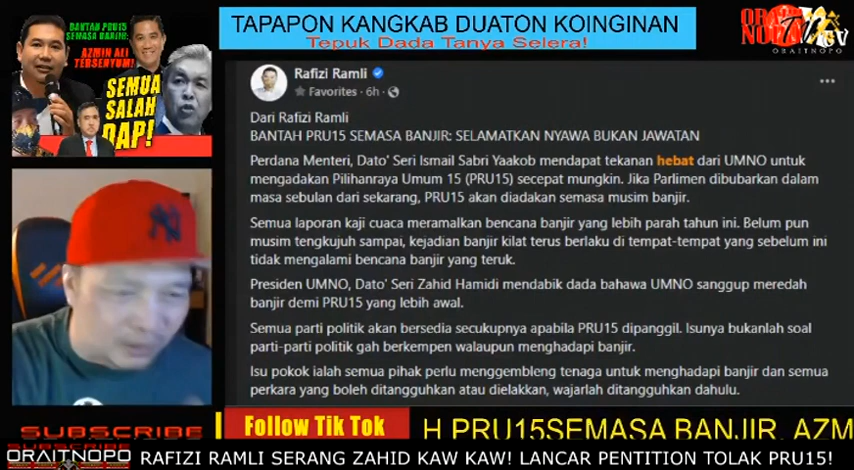 BANTAH PRU15
SEMASA BANJIR:
AZMIN ALI
TERSENYUM!
SEMUA
SALAH
DAP!
TAPAPON KANGKAB DUATON KOINGINAN
Tepuk Dada Tanya Selera!
ORAITNOPO
Rafizi Ramli
Favorites · 6h ·
Dari Rafizi Ramli
BANTAH PRU15 SEMASA BANJIR: SELAMATKAN NYAWA BUKAN JAWATAN
Perdana Menteri, Dato' Seri Ismail Sabri Yaakob mendapat tekanan hebat dari UMNO untuk
mengadakan Pilihanraya Umum 15 (PRU15) secepat mungkin. Jika Parlimen dibubarkan dalam
masa sebulan dari sekarang, PRU15 akan diadakan semasa musim banjir.
Semua laporan kaji cuaca meramalkan bencana banjir yang lebih parah tahun ini. Belum pun
musim tengkujuh sampai, kejadian banjir kilat terus berlaku di tempat-tempat yang sebelum ini
tidak mengalami bencana banjir yang teruk.
Presiden UMNO, Dato' Seri Zahid Hamidi mendabik dada bahawa UMNO sanggup meredah
banjir demi PRU15 yang lebih awal.
Semua parti politik akan bersedia secukupnya apabila PRU15 dipanggil. Isunya bukanlah soal
parti-parti politik gah berkempen walaupun menghadapi banjir.
Isu pokok ialah semua pihak perlu menggembleng tenaga untuk menghadapi banjir dan semua
perkara yang boleh ditangguhkan atau dielakkan, wajarlah ditangguhkan dahulu.
SUBSCRIBE
Follow Tik Tok
H PRU15SEMASA BANJIR, AZM
ORAITNOPO
RAFIZI RAMLI SERANG ZAHID KAW KAW! LANCAR PENTITION TOLAK PRU15!